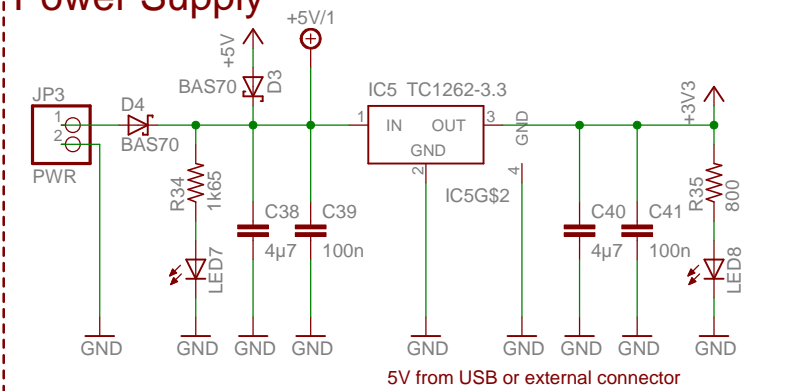 Power Supply
+5V/1
+5V
BAS70
D3
IC5 TC1262-3.3
JP3
D4
1
2
BAS70
PWR
1
IN
OUT
3
GND
2
GND
4
IC5G$2
+3V3
R34
1k65
C38
4µ7
C39
100n
C40
4µ7
C41
100n
R35
800
LED7
LED8
GND
GND
GND
GND
GND
GND
GND
GND
GND
5V from USB or external connector